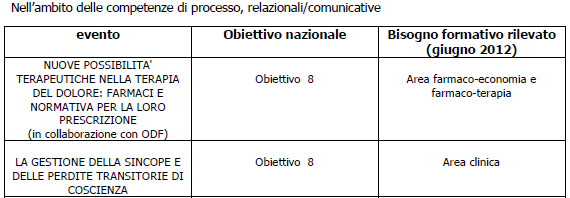 Nell'ambito delle competenze di processo, relazionali/comunicative
evento
Obiettivo nazionale
Bisogno formativo rilevato
(giugno 2012)
NUOVE POSSIBILITA'
TERAPEUTICHE NELLA TERAPIA
DEL DOLORE: FARMACI E
NORMATIVA PER LA LORO
PRESCRIZIONE
(in collaborazione con ODF)
Obiettivo 8
Area farmaco-economia e
farmaco-terapia
LA GESTIONE DELLA SINCOPE E
DELLE PERDITE TRANSITORIE DI
COSCIENZA
Obiettivo 8
Area clinica